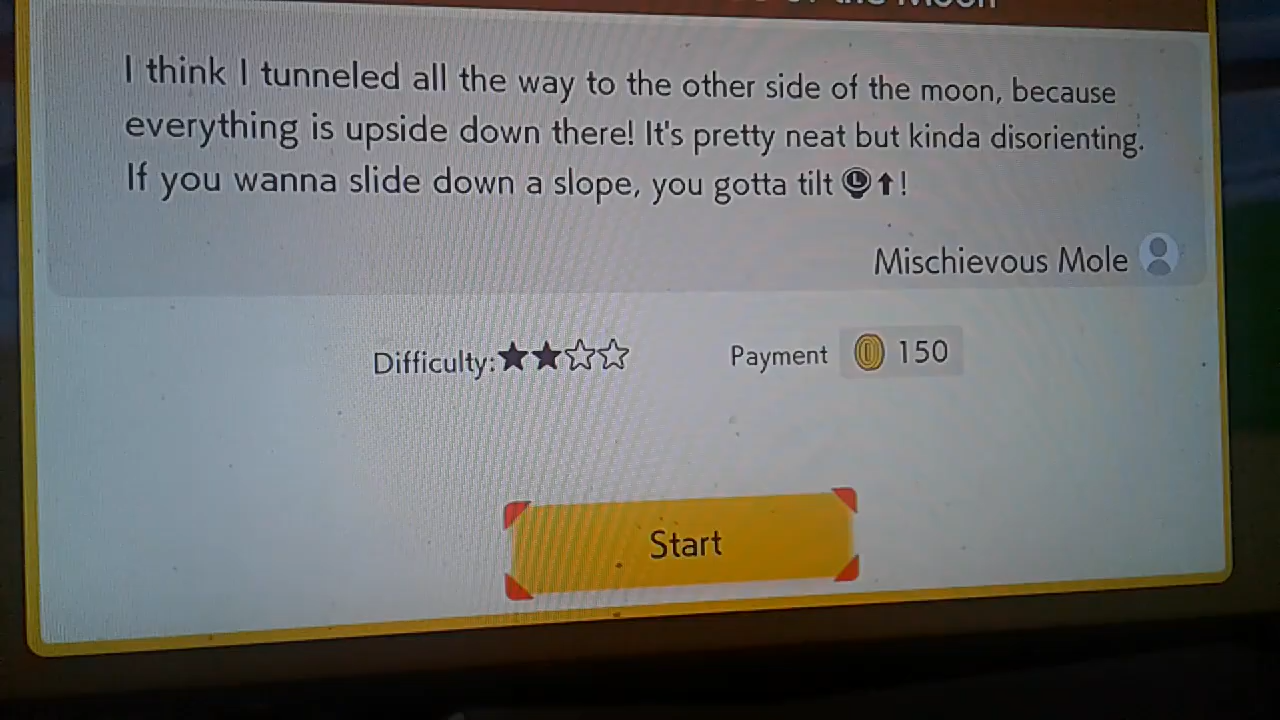 the Moon
I think I tunneled all the way to the other side of the moon, because
everything is upside down there! It's pretty neat but kinda disorienting.
If you wanna slide down a slope, you gotta tilt L⬆!
Mischievous Mole
Difficulty:★★☆☆
Payment 150
Start